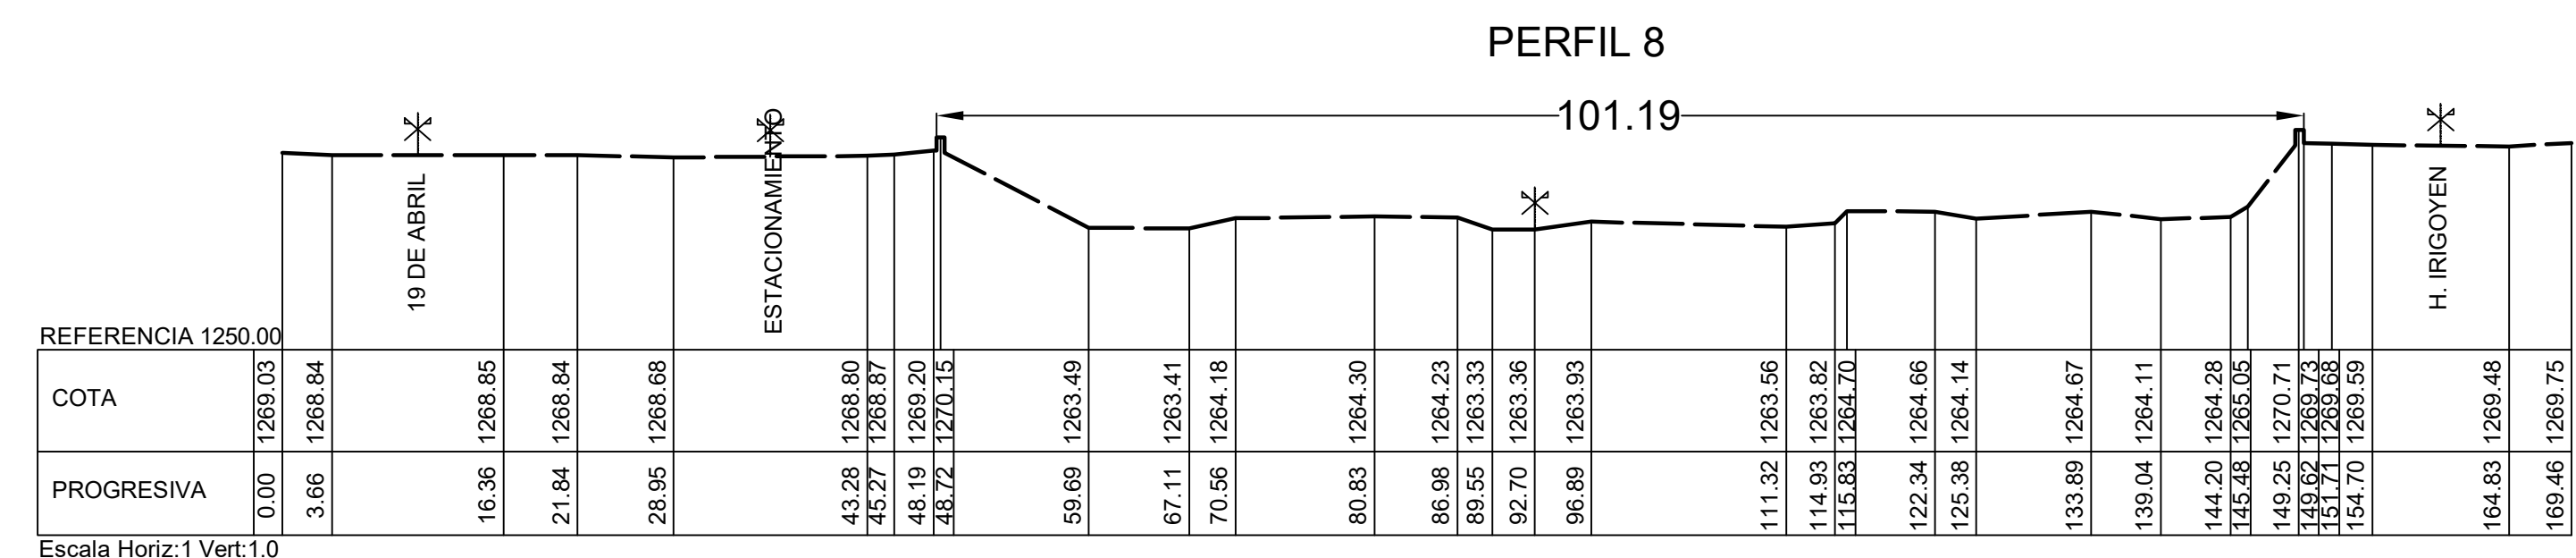 PERFIL 8
101.19
19 DE ABRIL
ESTACIONAMIENTO
H. IRIGOYEN
REFERENCIA 1250.00
COTA 1269.03 1268.84 1268.85 1268.84 1268.68 1268.80 1268.87 1269.20 1270.15 1263.49 1263.41 1264.18 1264.30 1264.23 1263.33 1263.36 1263.93 1263.56 1263.82 1264.70 1264.66 1264.14 1264.67 1264.11 1264.28 1265.05 1270.71 1269.73 1269.68 1269.59 1269.48 1269.75
PROGRESIVA 0.00 3.66 16.36 21.84 28.95 43.28 45.27 48.19 48.72 59.69 67.11 70.56 80.83 86.98 89.55 92.70 96.89 111.32 114.93 115.83 122.34 125.38 133.89 139.04 144.20 145.48 149.25 149.62 151.71 154.70 164.83 169.46
Escala Horiz:1 Vert:1.0